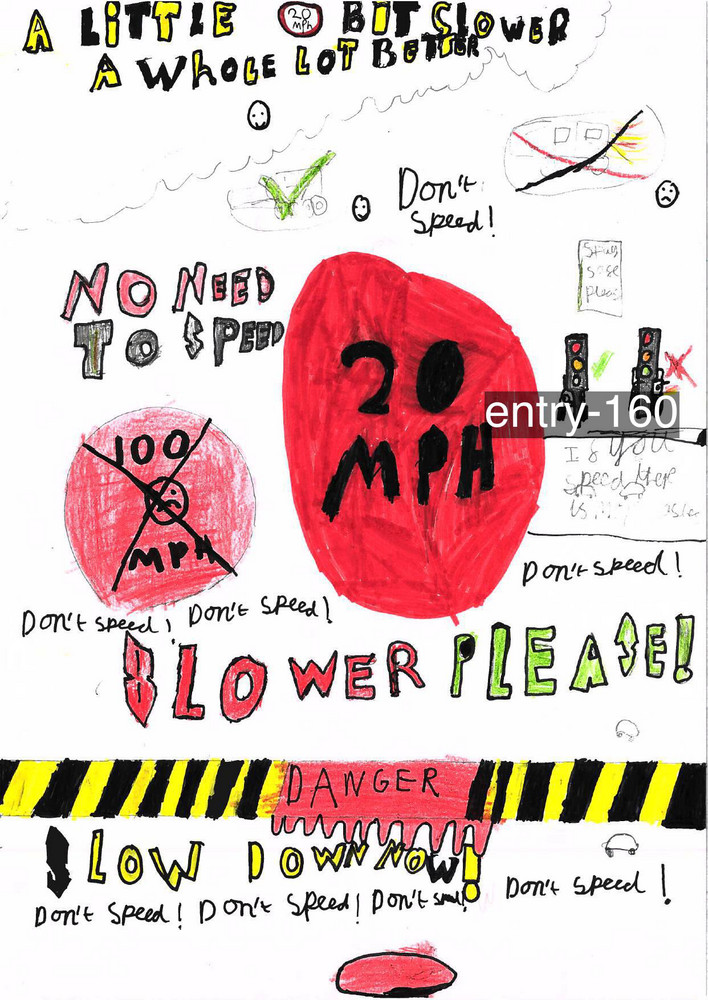 A LITTLE 20 MPH BIT SLOWER
A WHOLE LOT BETTER
Don't
Speed!
NO NEED
TO SPEED
20
MPH
entry-160
100
MPH
If you
speed
Don't speed!
Don't speed! Don't speed!
SLOWER PLEASE!
DANGER
SLOW DOWN NOW!
Don't Speed! Don't Speed! Don't Don't Speed!